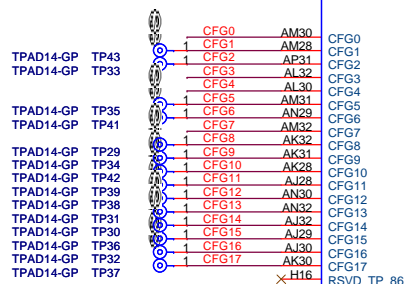 CFG0 AM30 CFG0
1 CFG1 AM28 CFG1
TPAD14-GP TP43 1 CFG2 AP31 CFG2
TPAD14-GP TP33 CFG3 AL32 CFG3
CFG4 AL30 CFG4
1 CFG5 AM31 CFG5
TPAD14-GP TP35 1 CFG6 AN29 CFG6
TPAD14-GP TP41 CFG7 AM32 CFG7
1 CFG8 AK32 CFG8
TPAD14-GP TP29 1 CFG9 AK31 CFG9
TPAD14-GP TP34 1 CFG10 AK28 CFG10
TPAD14-GP TP42 1 CFG11 AJ28 CFG11
TPAD14-GP TP39 1 CFG12 AN30 CFG12
TPAD14-GP TP38 1 CFG13 AN32 CFG13
TPAD14-GP TP31 1 CFG14 AJ32 CFG14
TPAD14-GP TP30 1 CFG15 AJ29 CFG15
TPAD14-GP TP36 1 CFG16 AJ30 CFG16
TPAD14-GP TP32 1 CFG17 AK30 CFG17
TPAD14-GP TP37 H16 RSVD_TP_86